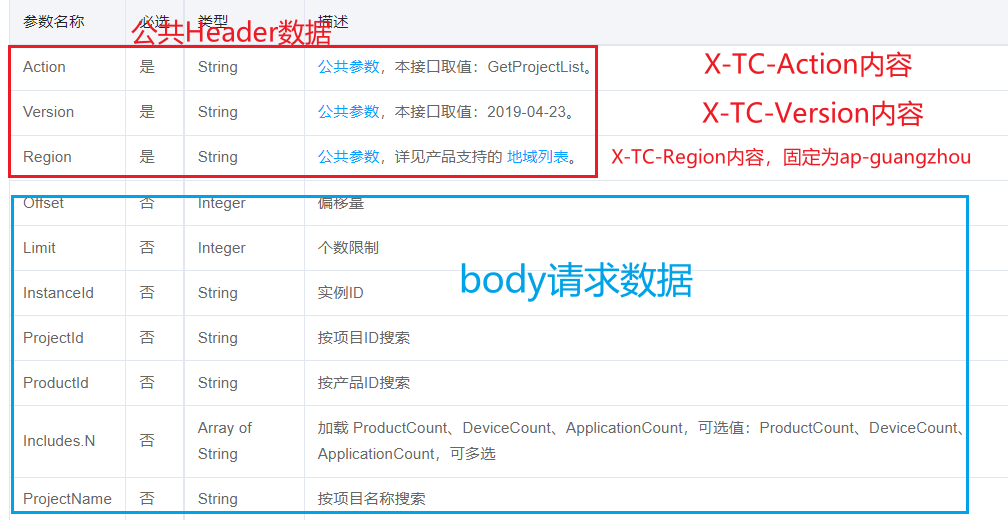 参数名称 必选 类型 描述
公共Header数据
Action 是 String 公共参数，本接口取值：GetProjectList。
X-TC-Action内容
Version 是 String 公共参数，本接口取值：2019-04-23。
X-TC-Version内容
Region 是 String 公共参数，详见产品支持的 地域列表。
X-TC-Region内容，固定为ap-guangzhou
Offset 否 Integer 偏移量
Limit 否 Integer 个数限制
body请求数据
InstanceId 否 String 实例ID
ProjectId 否 String 按项目ID搜索
ProductId 否 String 按产品ID搜索
Includes.N 否 Array of String 加载 ProductCount、DeviceCount、ApplicationCount，可选值：ProductCount、DeviceCount、
ApplicationCount，可多选
ProjectName 否 String 按项目名称搜索